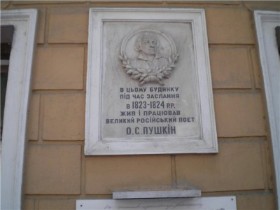 В ЦЬОМУ БУДИНКУ
ПІД ЧАС ЗАСЛАННЯ
В 1823-1824 РР.
ЖИВ І ПРАЦЮВАВ
ВЕЛИКИЙ РОСІЙСЬКИЙ ПОЕТ
О.С.ПУШКІН